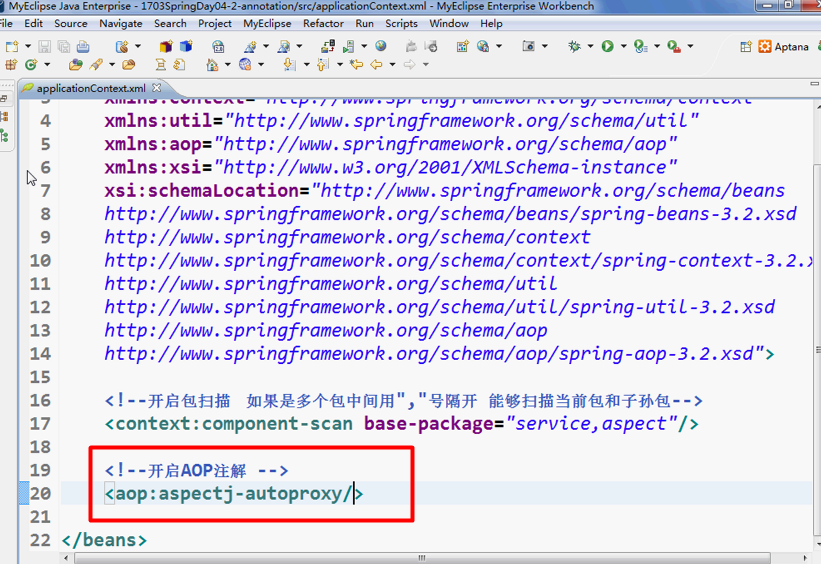 MyEclipse Java Enterprise - 1703SpringDay04-2-annotation/src/applicationContext.xml - MyEclipse Enterprise Workbench
File Edit Source Navigate Search Project MyEclipse Refactor Run Scripts Window Help
Aptana
applicationContext.xml
3 xmlns:context="http://www.springframework.org/schema/context"
4 xmlns:util="http://www.springframework.org/schema/util"
5 xmlns:aop="http://www.springframework.org/schema/aop"
6 xmlns:xsi="http://www.w3.org/2001/XMLSchema-instance"
7 xsi:schemaLocation="http://www.springframework.org/schema/beans
8 http://www.springframework.org/schema/beans/spring-beans-3.2.xsd
9 http://www.springframework.org/schema/context
10 http://www.springframework.org/schema/context/spring-context-3.2.x
11 http://www.springframework.org/schema/util
12 http://www.springframework.org/schema/util/spring-util-3.2.xsd
13 http://www.springframework.org/schema/aop
14 http://www.springframework.org/schema/aop/spring-aop-3.2.xsd">
15
16 <!--开启包扫描 如果是多个包中间用","号隔开 能够扫描当前包和子孙包-->
17 <context:component-scan base-package="service,aspect"/>
18
19 <!--开启AOP注解 -->
20 <aop:aspectj-autoproxy/>
21
22 </beans>